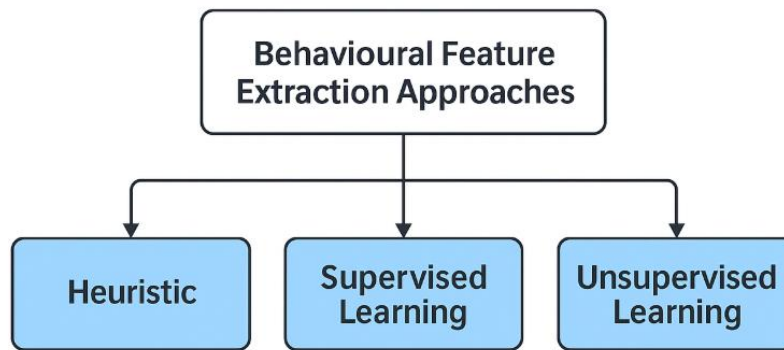 Behavioural Feature
Extraction Approaches
Heuristic
Supervised
Learning
Unsupervised
Learning